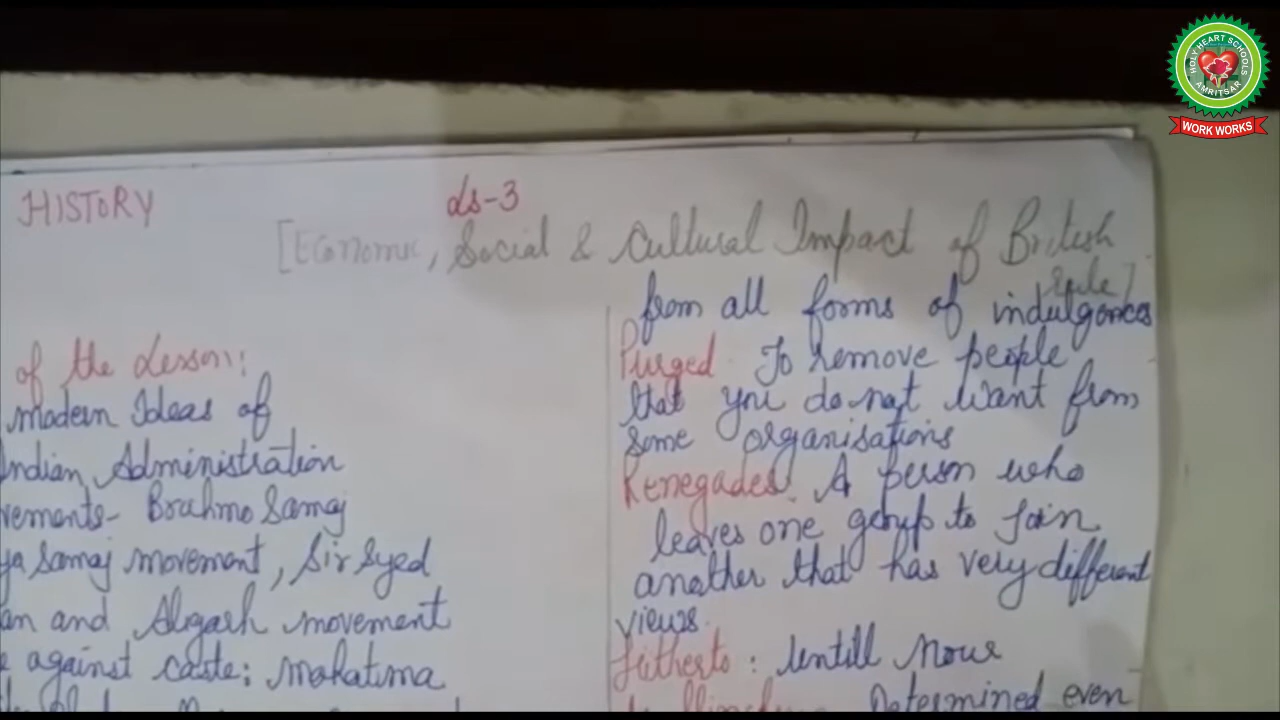 HOLY HEART SCHOOLS
AMRITSAR
WORK WORKS
HISTORY
Ls-3
[Economic, Social & Cultural Impact of British
rule]
of the Lesson:
modern Ideas of
Indian Administration
vements- Brahmo Samaj
ya Samaj movement, Sir Syed
an and Aligarh movement
e against caste: Mahatma
from all forms of indulgences
Purged To remove people
that you do not want from
some organisations
Renegades. A person who
leaves one group to join
another that has very different
views.
Hitherto : Untill Now
Determined even